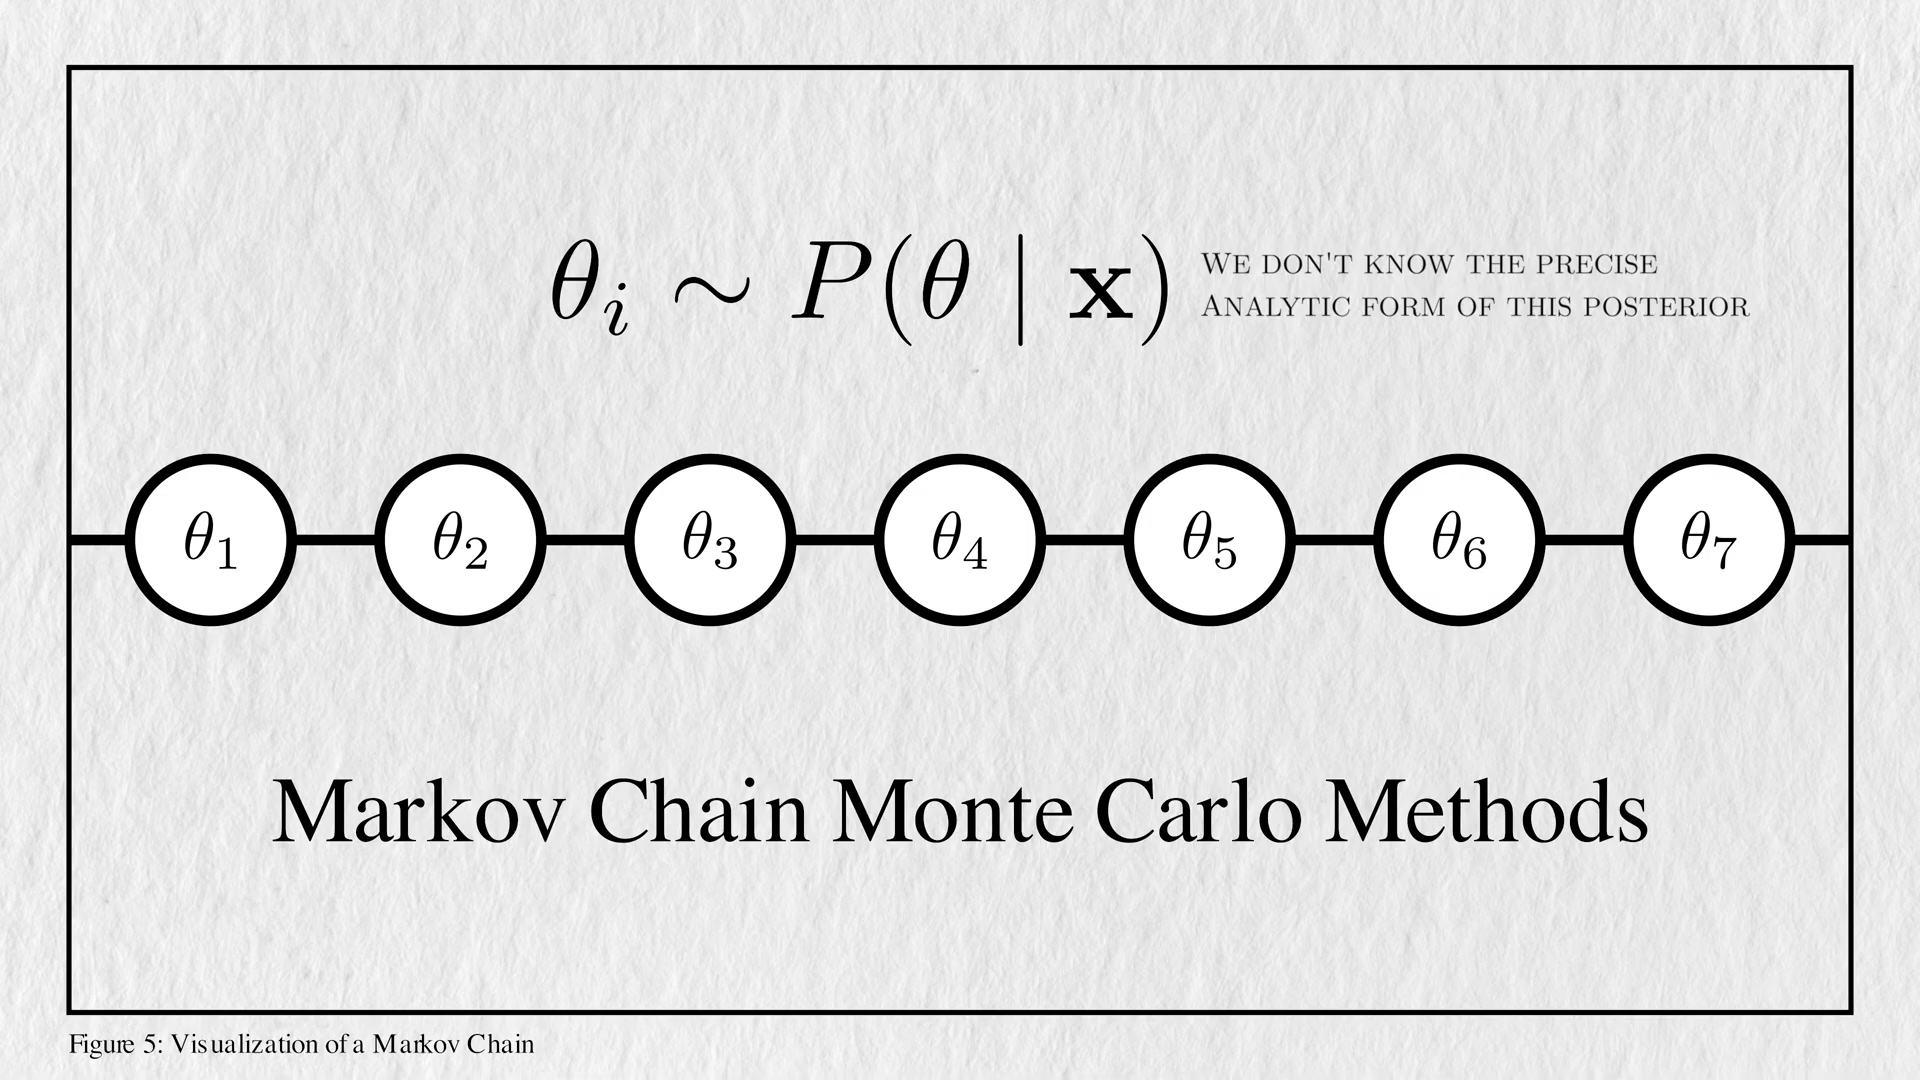 θᵢ ∼ P(θ | 𝐱)
WE DON'T KNOW THE PRECISE
ANALYTIC FORM OF THIS POSTERIOR
θ₁ θ₂ θ₃ θ₄ θ₅ θ₆ θ₇
Markov Chain Monte Carlo Methods
Figure 5: Visualization of a Markov Chain